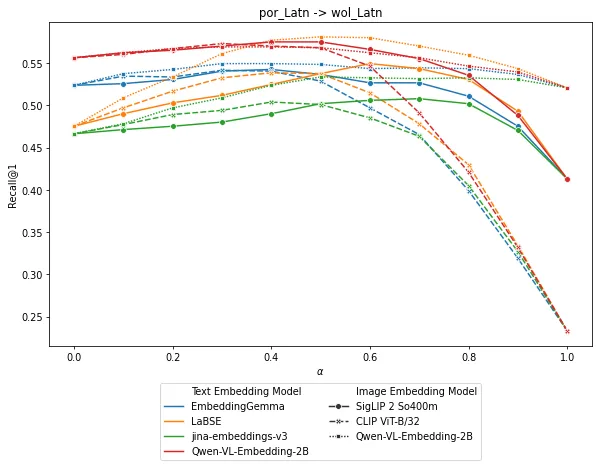 por_Latn -> wol_Latn
Recall@1
0.55
0.50
0.45
0.40
0.35
0.30
0.25
0.0 0.2 0.4 0.6 0.8 1.0
α
Text Embedding Model Image Embedding Model
EmbeddingGemma SigLIP 2 So400m
LaBSE CLIP ViT-B/32
jina-embeddings-v3 Qwen-VL-Embedding-2B
Qwen-VL-Embedding-2B